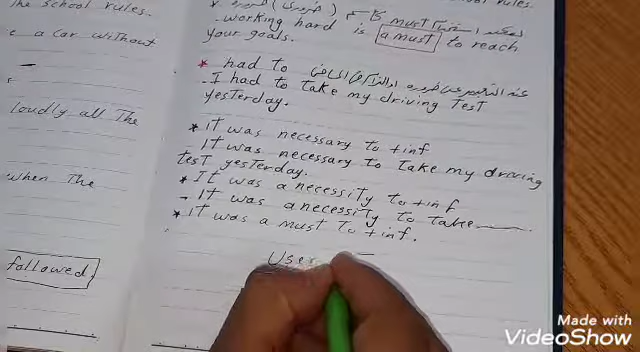 The school rules.
e a car without
s
loudly all The
when The
followed.
rules.
must
working hard is a must to reach
your goals.
* had to
. I had to take my driving Test
yesterday.
* it was necessary to + inf
. It was necessary to take my driving
test yesterday.
* It was a necessity to + inf
- It was anecessity to take
* it was a must to + inf.
User
Made with
VideoShow